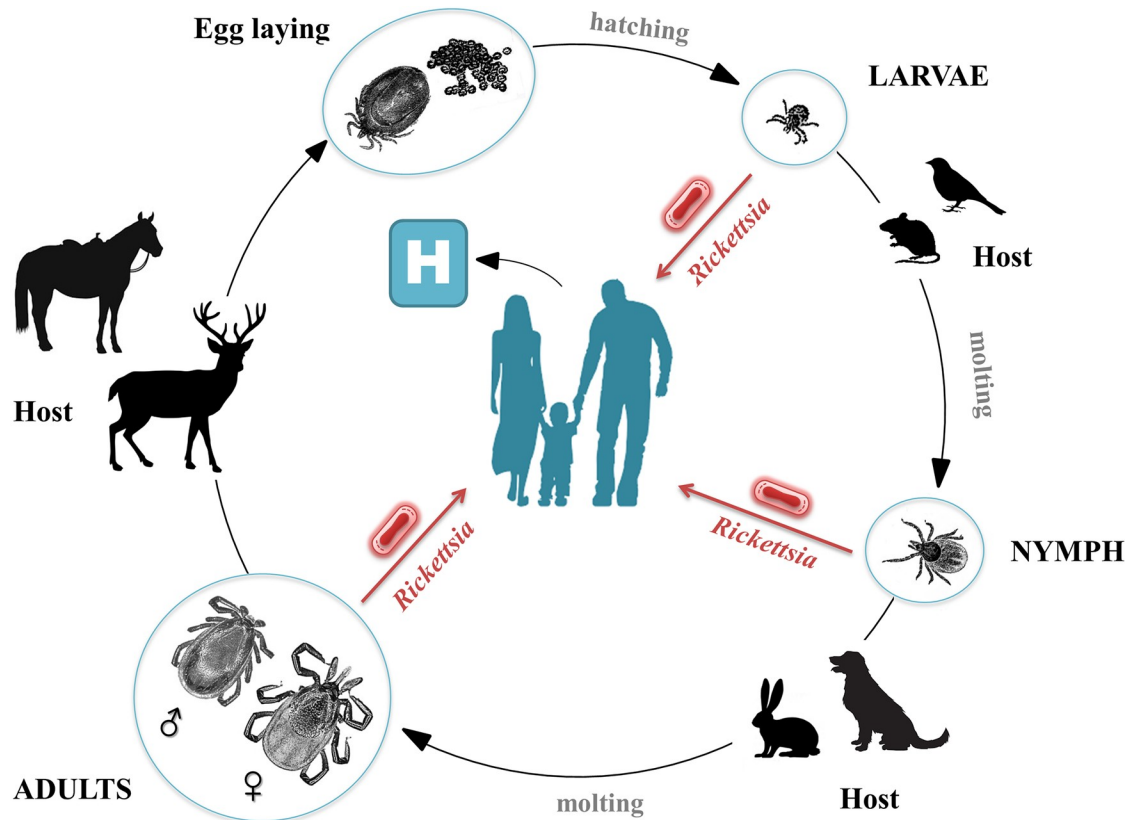 Egg laying
hatching
LARVAE
Rickettsia
Host
H
molting
Host
Rickettsia
NYMPH
Rickettsia
♂
♀
ADULTS
molting
Host